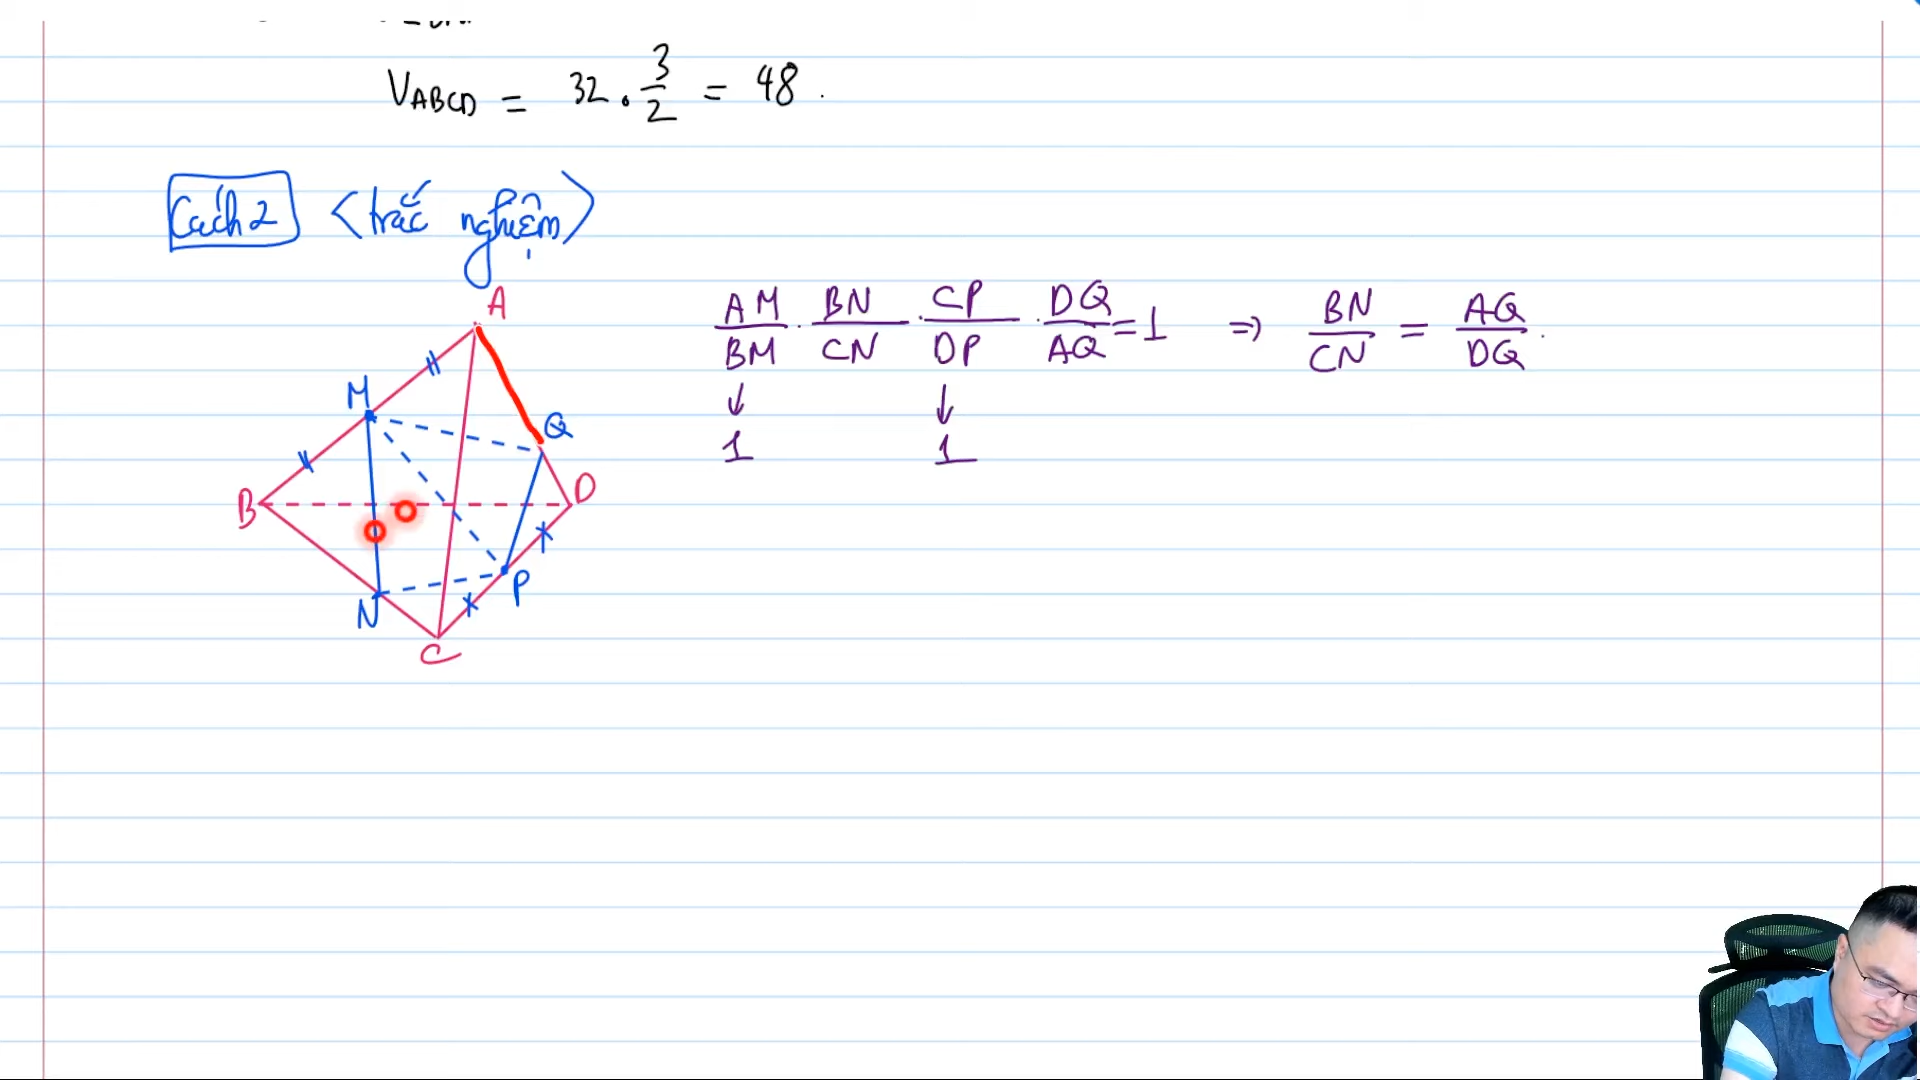 V_ABCD = 32 . 3/2 = 48 .
Cách 2 <trắc nghiệm>
AM/BM . BN/CN . CP/DP . DQ/AQ = 1 => BN/CN = AQ/DQ .
↓ ↓
1 1
A
M
Q
B
D
N
P
C